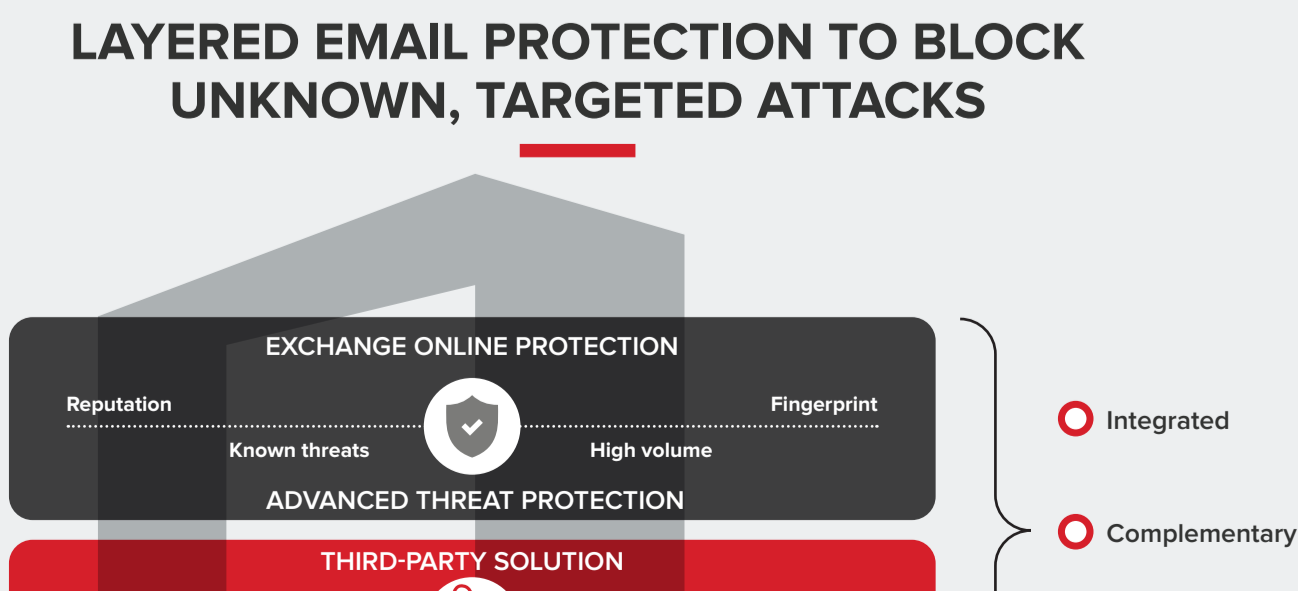 LAYERED EMAIL PROTECTION TO BLOCK
UNKNOWN, TARGETED ATTACKS
EXCHANGE ONLINE PROTECTION
Reputation
Fingerprint
Known threats
High volume
ADVANCED THREAT PROTECTION
THIRD-PARTY SOLUTION
Integrated
Complementary